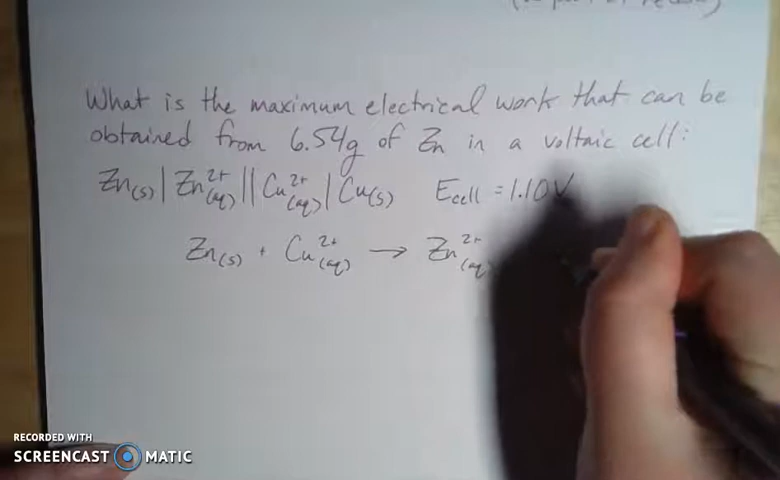 What is the maximum electrical work that can be
obtained from 6.54g of Zn in a voltaic cell:
Zn(s) | Zn²⁺(aq) || Cu²⁺(aq) | Cu(s) Ecell = 1.10V
Zn(s) + Cu²⁺(aq) → Zn²⁺(aq)
RECORDED WITH
SCREENCAST MATIC